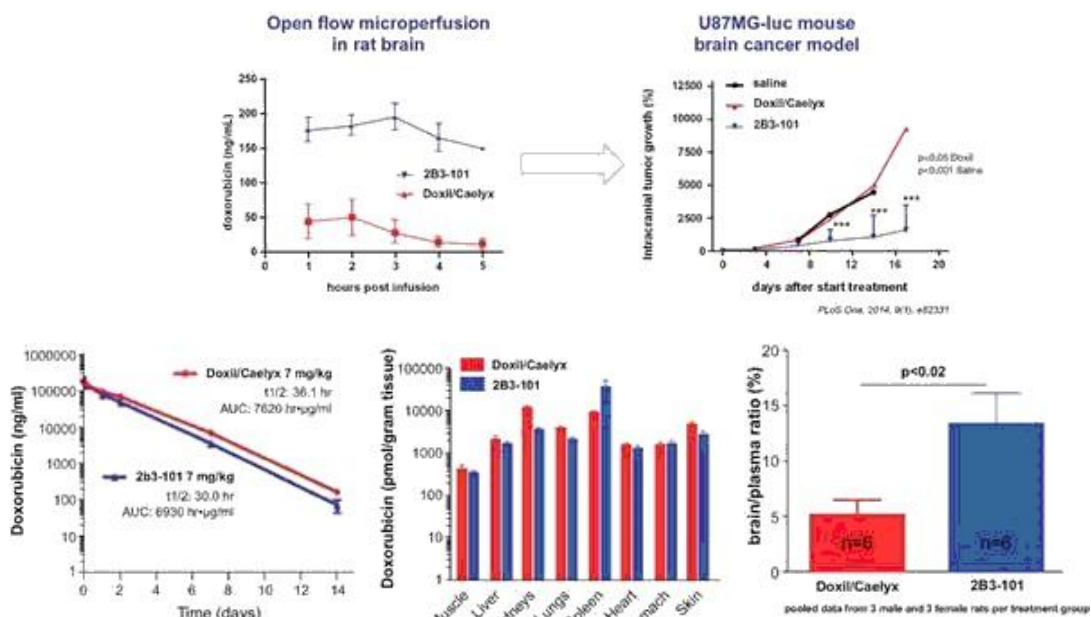 Open flow microperfusion
in rat brain
U87MG-luc mouse
brain cancer model
doxorubicin (ng/mL)
250
200
150
100
50
0
0 1 2 3 4 5
hours post infusion
2B3-101
Doxil/Caelyx
Intracranial tumor growth (%)
12500
10000
7500
5000
2500
0
0 4 8 12 16 20
days after start treatment
saline
Doxil/Caelyx
2B3-101
p<0,05 Doxil
p<0,001 Saline
***
***
***
PLoS One, 2014, 9(1), e82331
Doxorubicin (ng/ml)
1000000
100000
10000
1000
100
10
1
0 2 4 6 8 10 12 14
Time (days)
Doxil/Caelyx 7 mg/kg
t1/2: 36.1 hr
AUC: 7620 hr•µg/ml
2b3-101 7 mg/kg
t1/2: 30.0 hr
AUC: 6930 hr•µg/ml
Doxorubicin (pmol/gram tissue)
100000
10000
1000
100
10
1
Doxil/Caelyx
2B3-101
Liver
Lungs
Heart
Skin
brain/plasma ratio (%)
20
15
10
5
0
p<0.02
n=6
n=6
Doxil/Caelyx
2B3-101
pooled data from 3 male and 3 female rats per treatment group